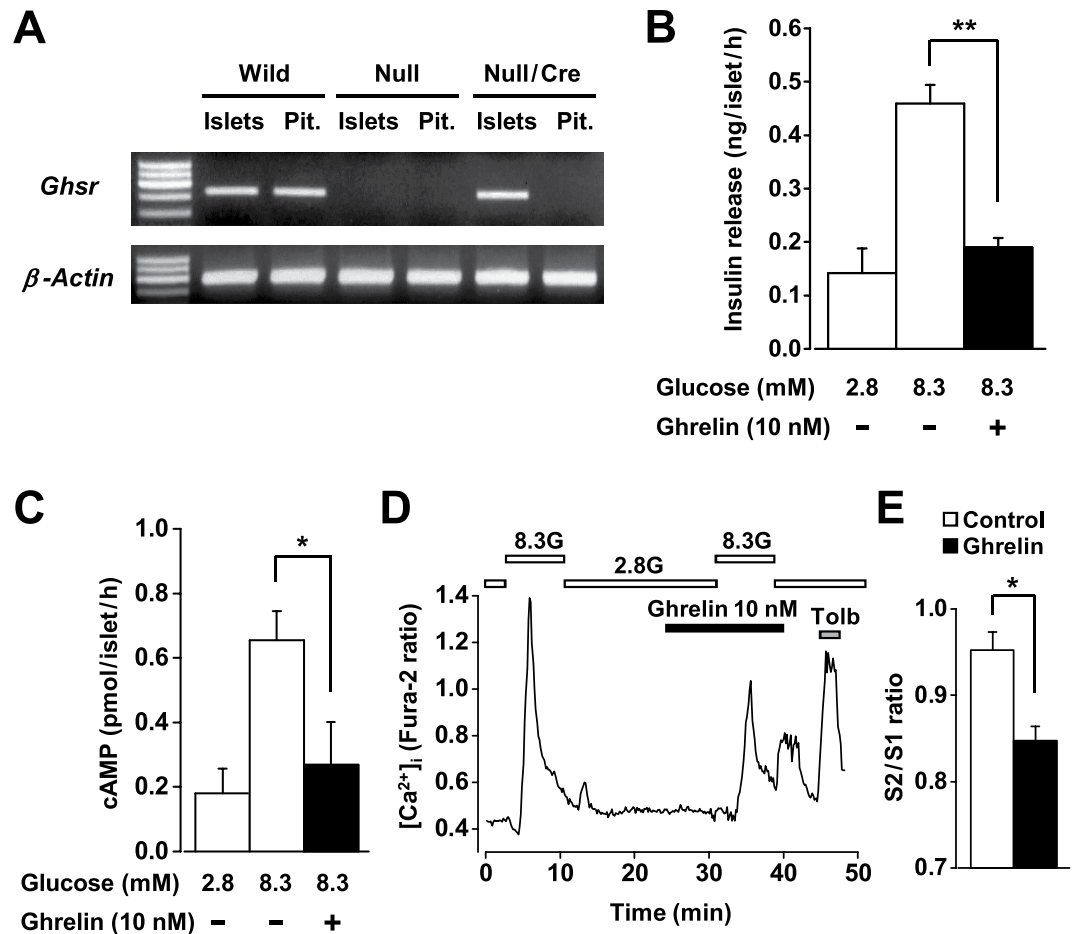 A
Wild Null Null/Cre
Islets Pit. Islets Pit. Islets Pit.
Ghsr
β-Actin
B
**
Insulin release (ng/islet/h)
0.6
0.5
0.4
0.3
0.2
0.1
0.0
Glucose (mM) 2.8 8.3 8.3
Ghrelin (10 nM) - - +
C
*
cAMP (pmol/islet/h)
1.0
0.8
0.6
0.4
0.2
0.0
Glucose (mM) 2.8 8.3 8.3
Ghrelin (10 nM) - - +
D
8.3G 8.3G
2.8G
Ghrelin 10 nM
Tolb
[Ca²⁺]ᵢ (Fura-2 ratio)
1.4
1.2
1.0
0.8
0.6
0.4
0 10 20 30 40 50
Time (min)
E
Control
Ghrelin
*
S2/S1 ratio
1.0
0.9
0.8
0.7